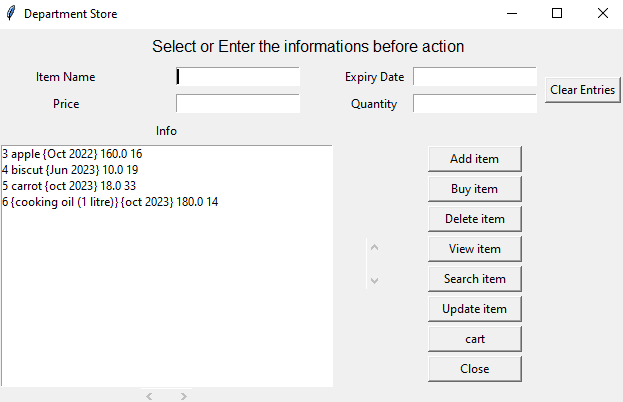 Department Store
Select or Enter the informations before action
Item Name
Expiry Date
Clear Entries
Price
Quantity
Info
3 apple {Oct 2022} 160.0 16
4 biscut {Jun 2023} 10.0 19
5 carrot {oct 2023} 18.0 33
6 {cooking oil (1 litre)} {oct 2023} 180.0 14
Add item
Buy item
Delete item
View item
Search item
Update item
cart
Close